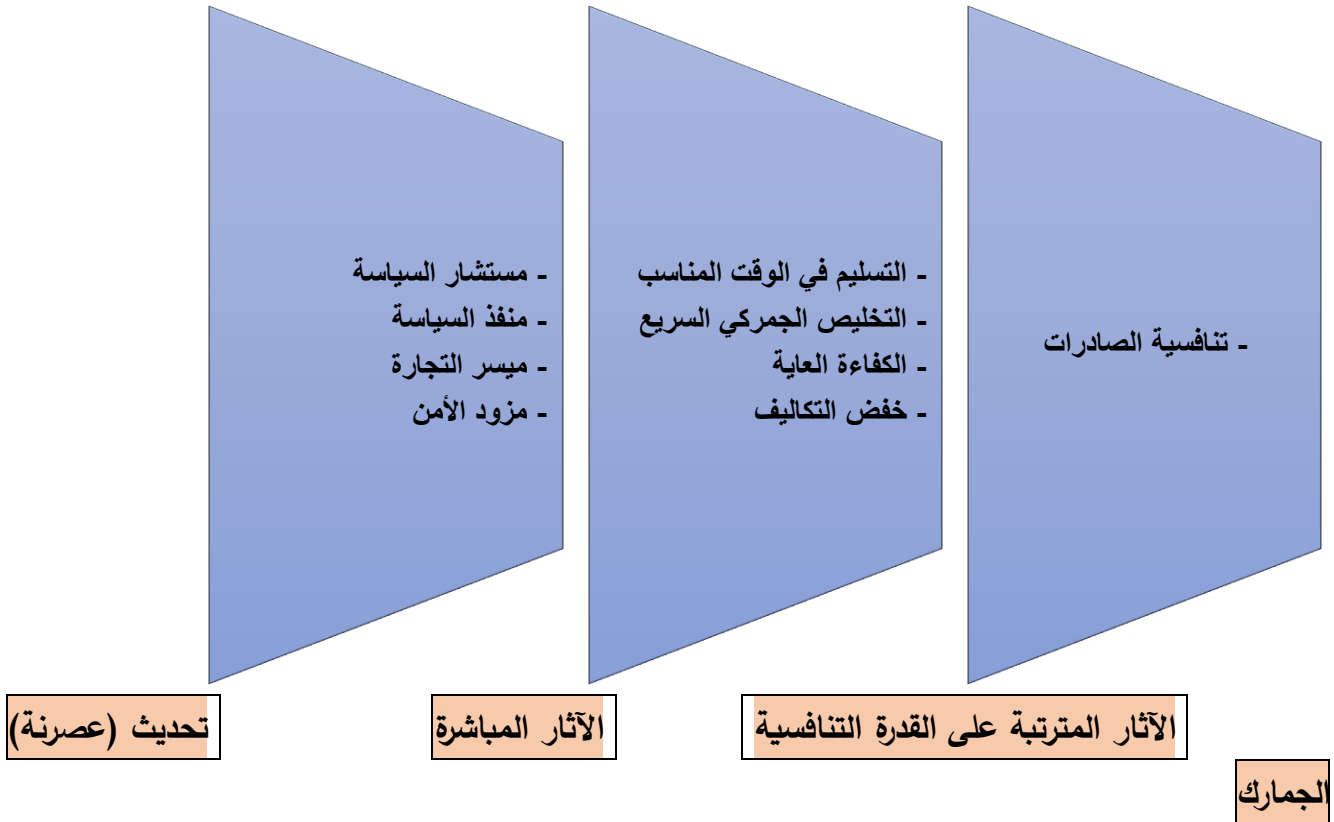 - تنافسية الصادرات
- التسليم في الوقت المناسب
- التخليص الجمركي السريع
- الكفاءة العاية
- خفض التكاليف
- مستشار السياسة
- منفذ السياسة
- ميسر التجارة
- مزود الأمن
الآثار المترتبة على القدرة التنافسية
الآثار المباشرة
تحديث (عصرنة)
الجمارك